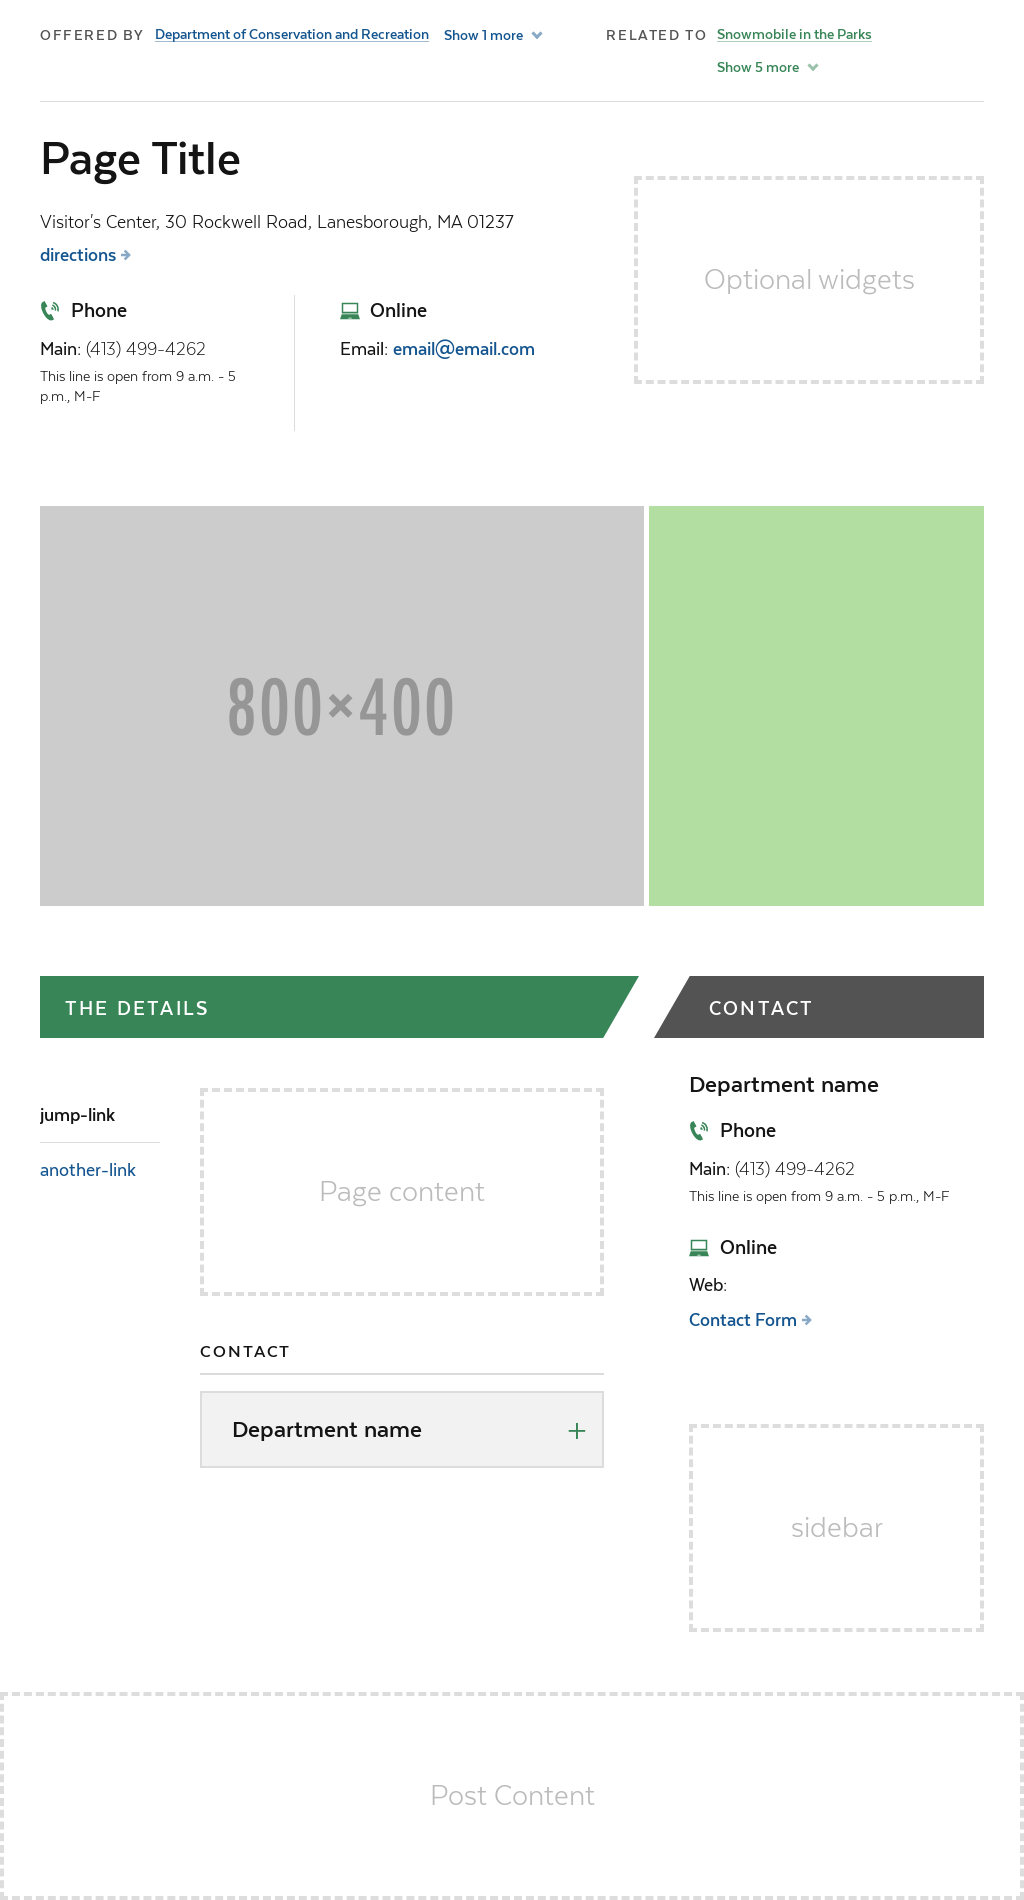 OFFERED BY Department of Conservation and Recreation Show 1 more
RELATED TO Snowmobile in the Parks
Show 5 more
Page Title
Visitor's Center, 30 Rockwell Road, Lanesborough, MA 01237
directions
Phone
Main: (413) 499-4262
This line is open from 9 a.m. - 5
p.m., M-F
Online
Email: email@email.com
Optional widgets
800×400
THE DETAILS
jump-link
another-link
Page content
CONTACT
Department name
CONTACT
Department name
Phone
Main: (413) 499-4262
This line is open from 9 a.m. - 5 p.m., M-F
Online
Web:
Contact Form
sidebar
Post Content